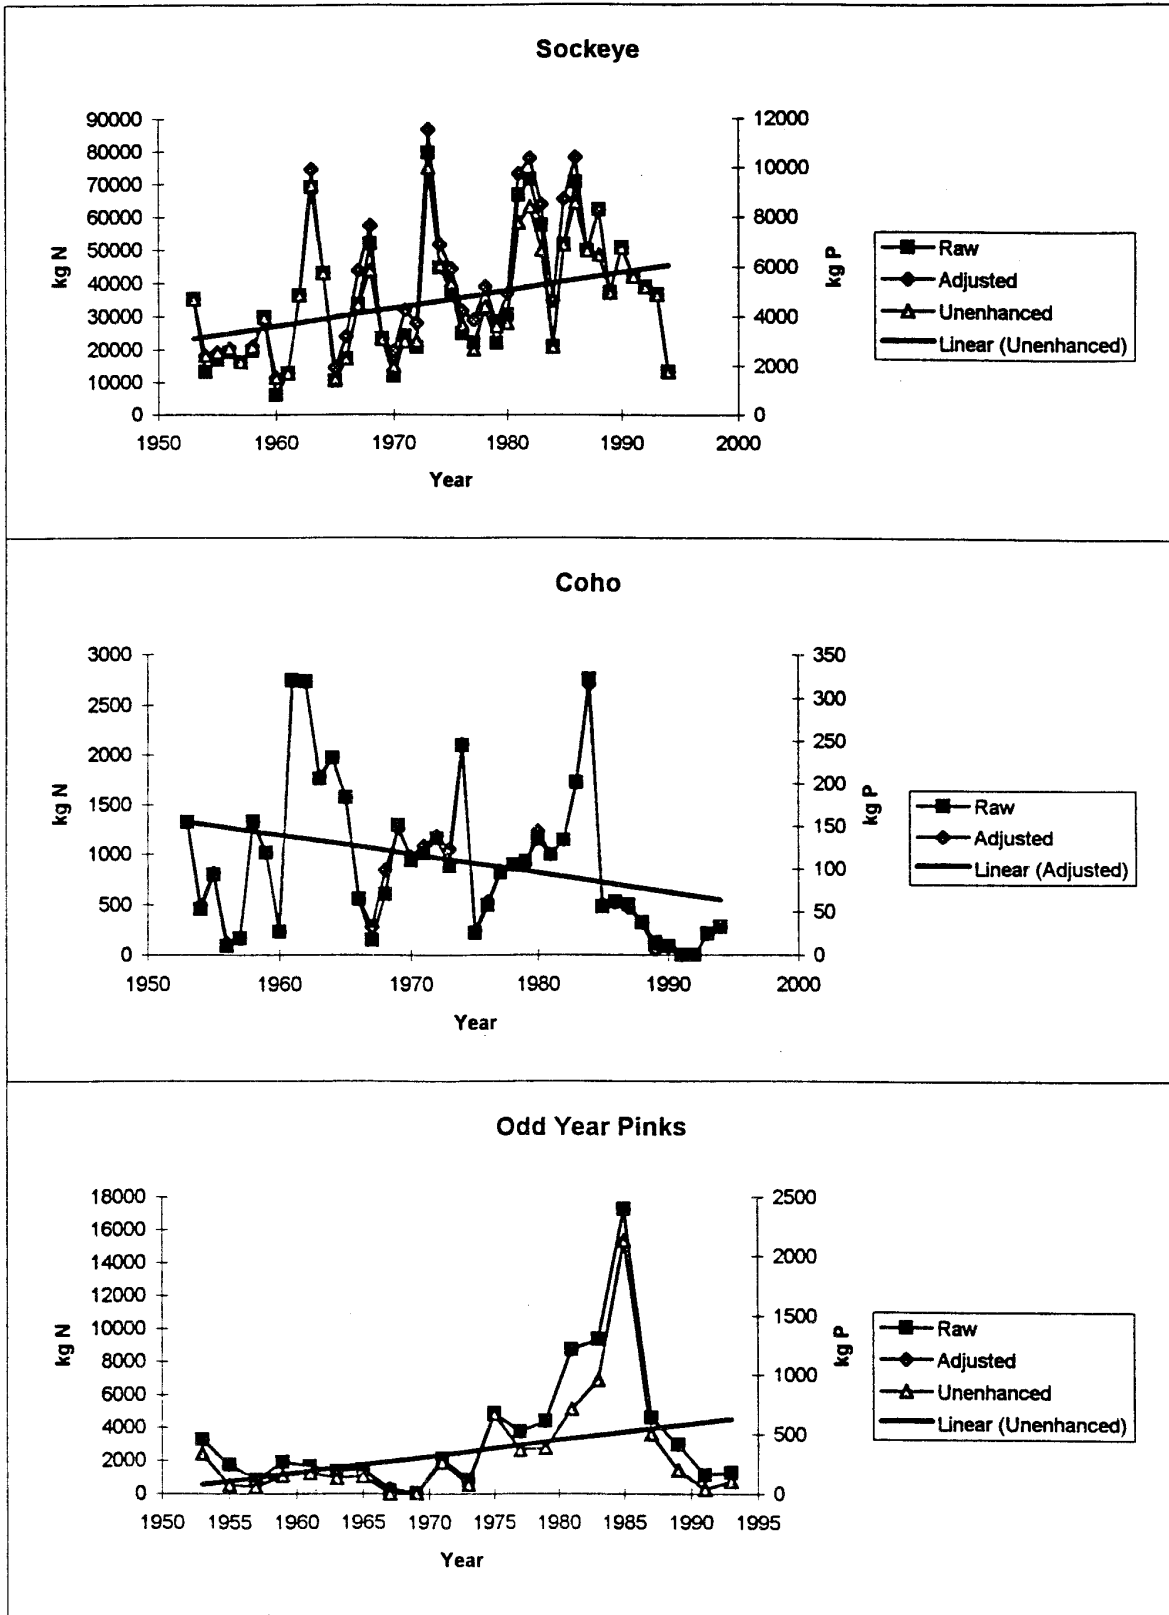 Sockeye
90000
80000
70000
60000
50000
40000
30000
20000
10000
0
kg N
12000
10000
8000
6000
4000
2000
0
kg P
1950 1960 1970 1980 1990 2000
Year
Raw
Adjusted
Unenhanced
Linear (Unenhanced)
Coho
3000
2500
2000
1500
1000
500
0
kg N
350
300
250
200
150
100
50
0
kg P
1950 1960 1970 1980 1990 2000
Year
Raw
Adjusted
Linear (Adjusted)
Odd Year Pinks
18000
16000
14000
12000
10000
8000
6000
4000
2000
0
kg N
2500
2000
1500
1000
500
0
kg P
1950 1955 1960 1965 1970 1975 1980 1985 1990 1995
Year
Raw
Adjusted
Unenhanced
Linear (Unenhanced)